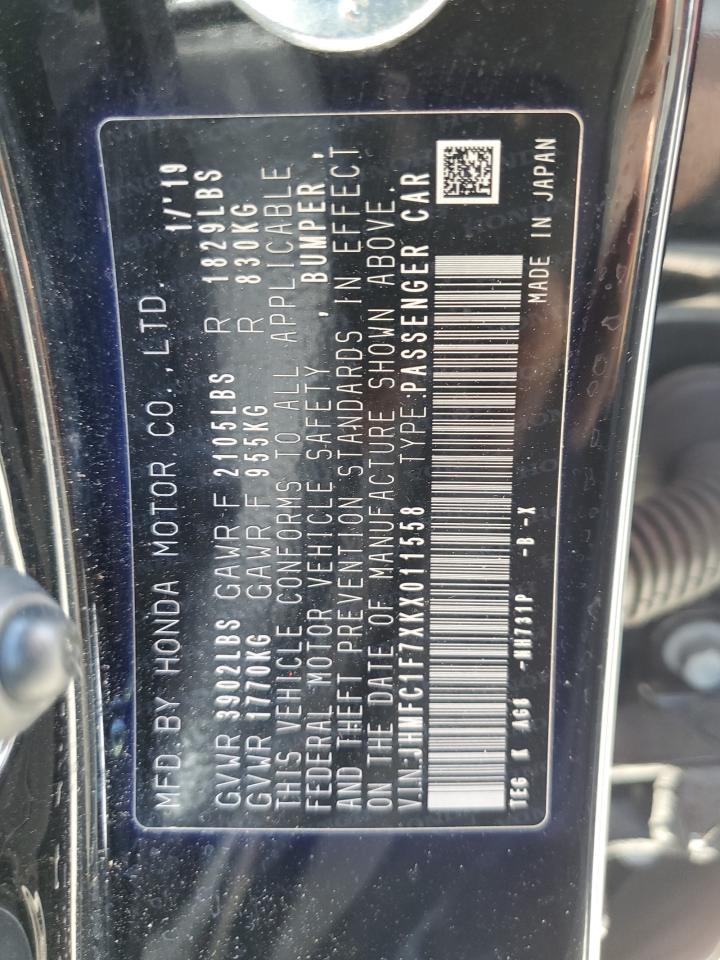 MFD. BY HONDA MOTOR CO., LTD. 1/'19
GVWR 3902LBS GAWR F 2105LBS R 1829LBS
GVWR 1770KG GAWR F 955KG R 830KG
THIS VEHICLE CONFORMS TO ALL APPLICABLE
FEDERAL MOTOR VEHICLE SAFETY , BUMPER,
AND THEFT PREVENTION STANDARDS IN EFFECT
ON THE DATE OF MANUFACTURE SHOWN ABOVE.
V.I.N:JHMFC1F7XKX011558 TYPE:PASSENGER CAR
TEG K AG8 -NH731P -B-X
MADE IN JAPAN